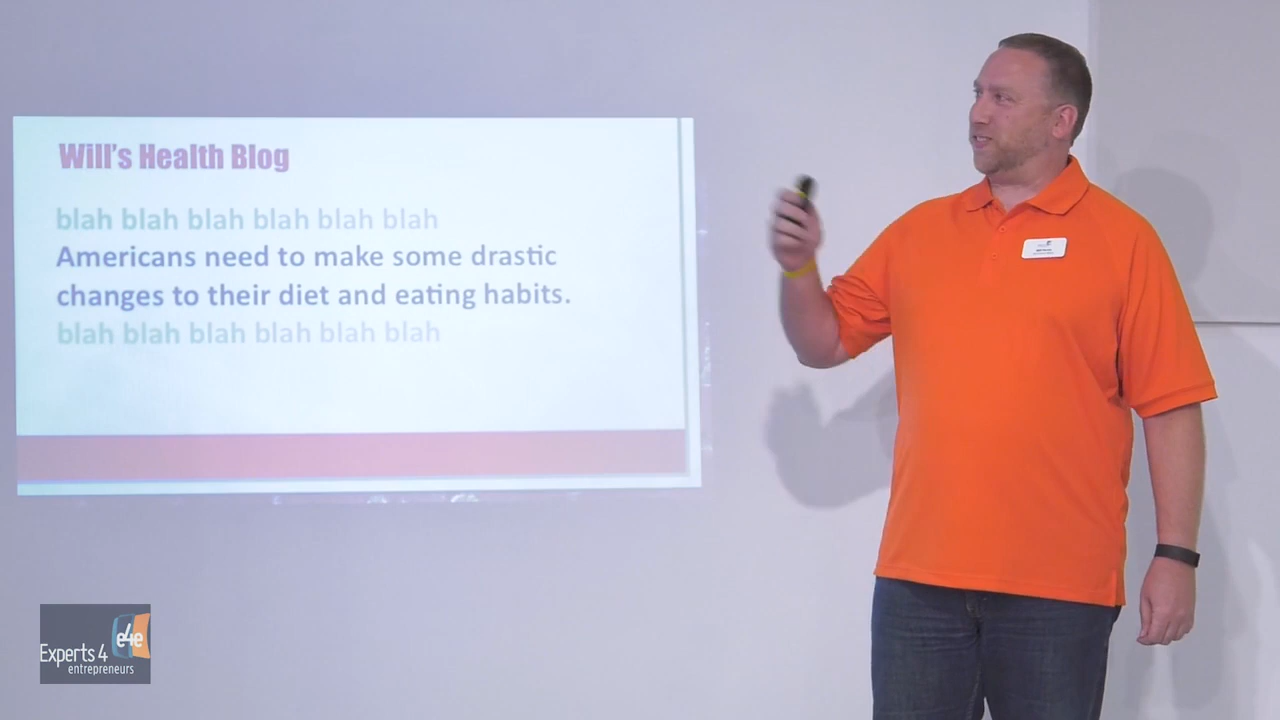 Will's Health Blog
blah blah blah blah blah blah
Americans need to make some drastic
changes to their diet and eating habits.
blah blah blah blah blah blah
e4e
Experts 4
entrepreneurs